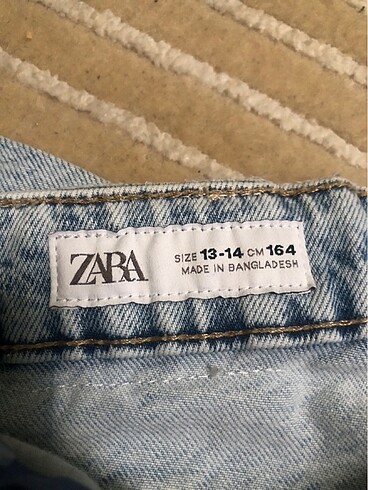 ZARA
SIZE 13-14 CM 164
MADE IN BANGLADESH